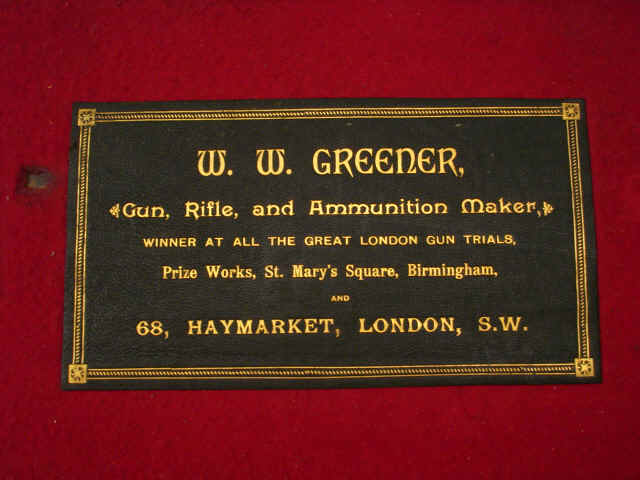 W. W. GREENER,
Gun, Rifle, and Ammunition Maker,
WINNER AT ALL THE GREAT LONDON GUN TRIALS,
Prize Works, St. Mary's Square, Birmingham,
AND
68, HAYMARKET, LONDON, S.W.